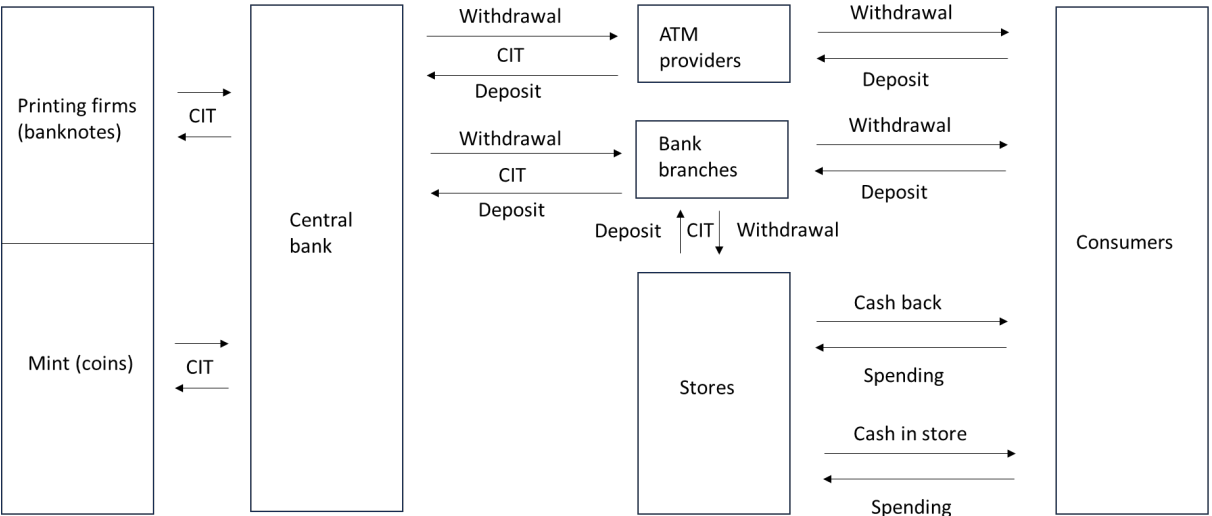 Printing firms
(banknotes)
Mint (coins)
CIT
CIT
Central
bank
Withdrawal
CIT
Deposit
Withdrawal
CIT
Deposit
ATM
providers
Bank
branches
Deposit
CIT
Withdrawal
Stores
Withdrawal
Deposit
Withdrawal
Deposit
Cash back
Spending
Cash in store
Spending
Consumers